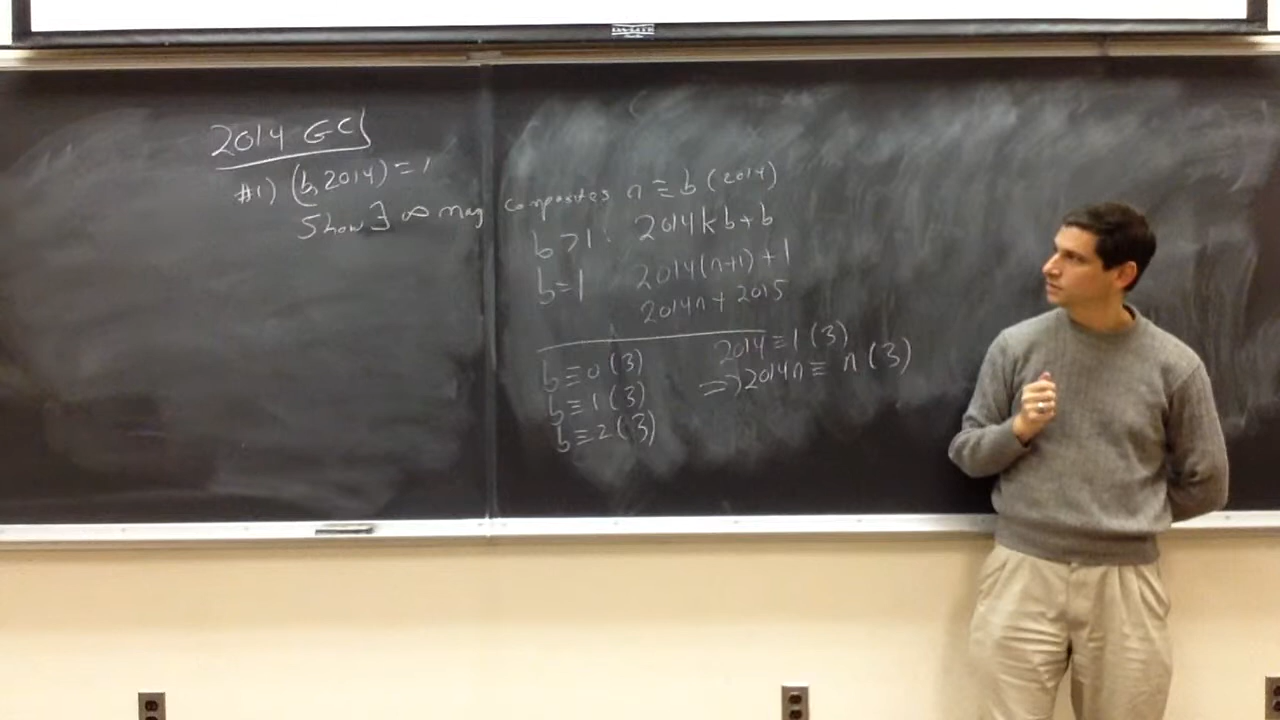 2014 GCS
#1) (b, 2014) = 1
Show ∃ ∞ many composites n ≡ b (2014)
b > 1: 2014kb + b
b = 1 2014(n+1) + 1
2014n + 2015
b ≡ 0 (3)
b ≡ 1 (3)
b ≡ 2 (3)
2014 ≡ 1 (3)
⇒ 2014n ≡ n (3)